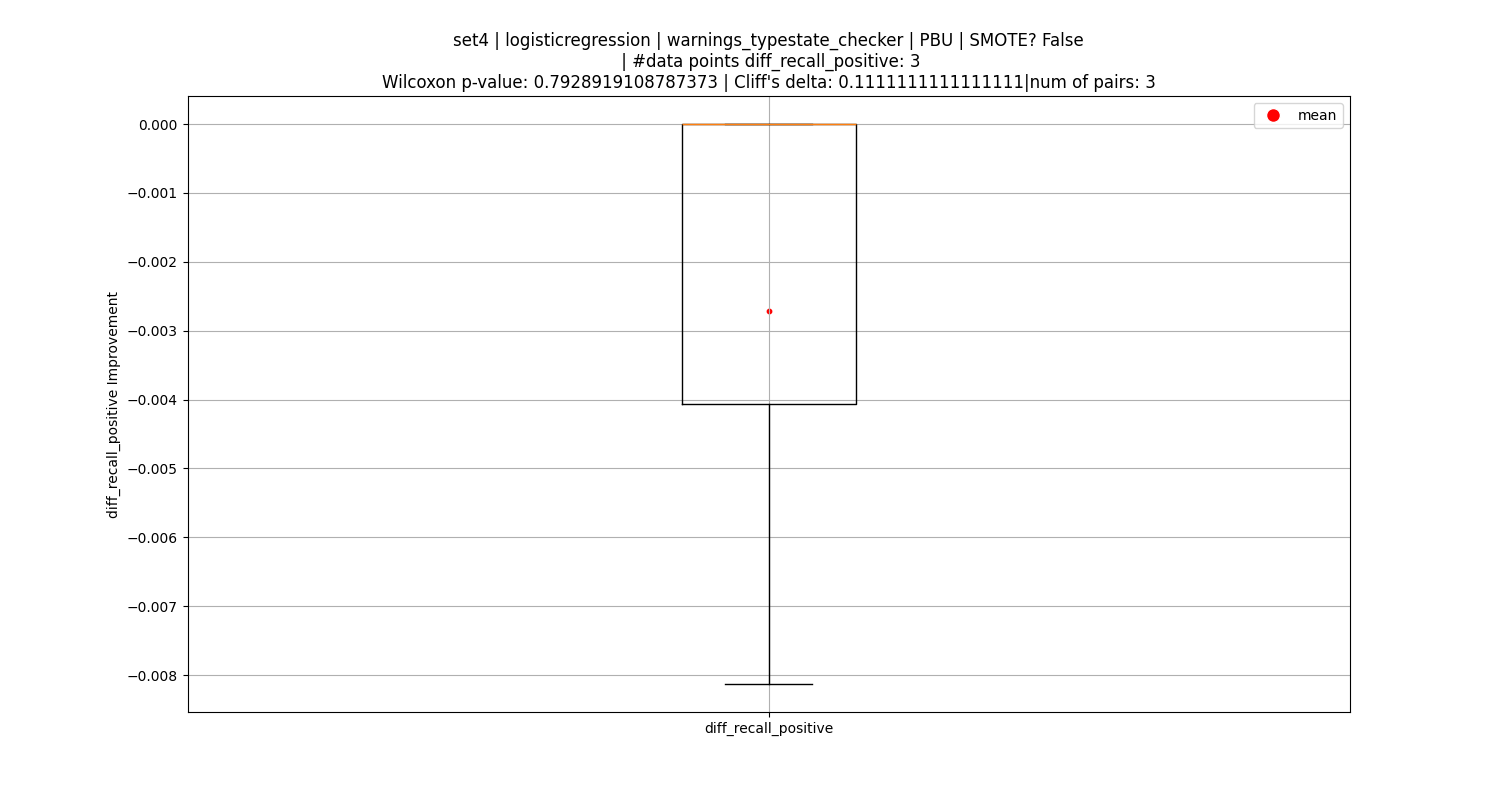 set4 | logisticregression | warnings_typestate_checker | PBU | SMOTE? False
| #data points diff_recall_positive: 3
Wilcoxon p-value: 0.7928919108787373 | Cliff's delta: 0.1111111111111111|num of pairs: 3
mean
0.000
−0.001
−0.002
−0.003
−0.004
−0.005
−0.006
−0.007
−0.008
diff_recall_positive Improvement
diff_recall_positive